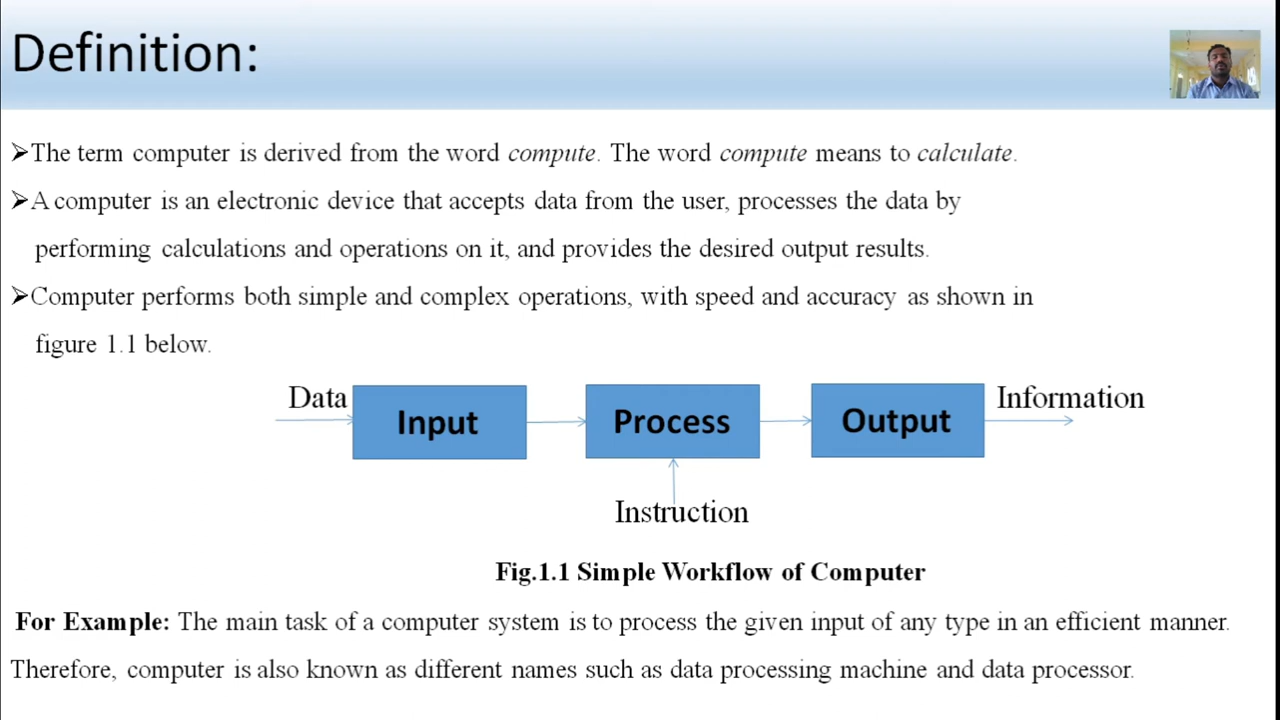 Definition:
➢The term computer is derived from the word compute. The word compute means to calculate.
➢A computer is an electronic device that accepts data from the user, processes the data by
performing calculations and operations on it, and provides the desired output results.
➢Computer performs both simple and complex operations, with speed and accuracy as shown in
figure 1.1 below.
Data
Input
Process
Output
Information
Instruction
Fig.1.1 Simple Workflow of Computer
For Example: The main task of a computer system is to process the given input of any type in an efficient manner.
Therefore, computer is also known as different names such as data processing machine and data processor.